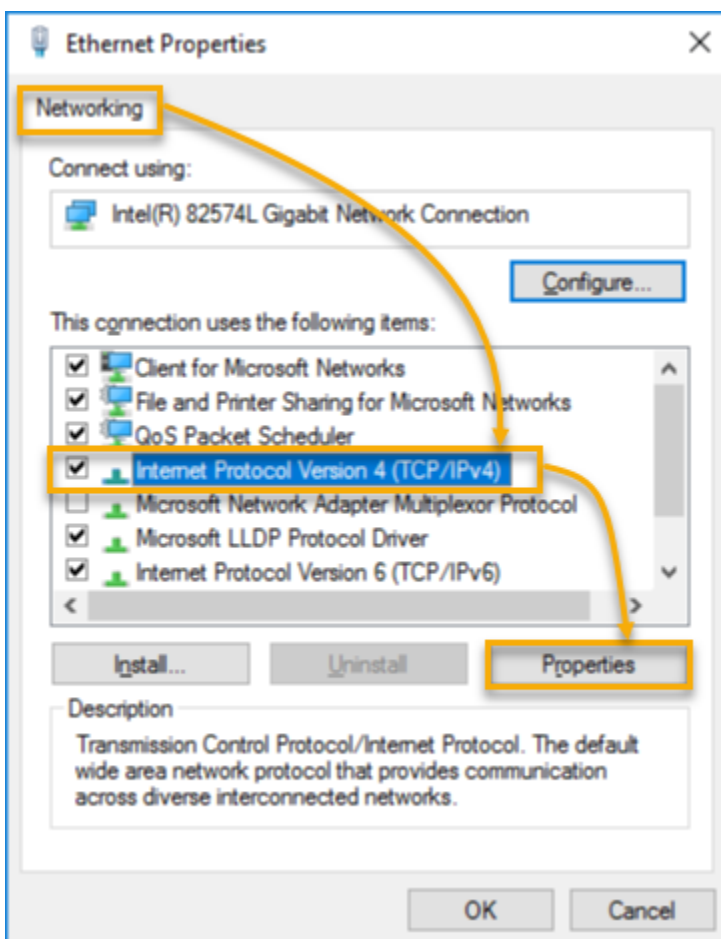 Ethernet Properties
Networking
Connect using:
Intel(R) 82574L Gigabit Network Connection
Configure...
This connection uses the following items:
Client for Microsoft Networks
File and Printer Sharing for Microsoft Networks
QoS Packet Scheduler
Internet Protocol Version 4 (TCP/IPv4)
Microsoft Network Adapter Multiplexor Protocol
Microsoft LLDP Protocol Driver
Internet Protocol Version 6 (TCP/IPv6)
Install... Uninstall Properties
Description
Transmission Control Protocol/Internet Protocol. The default
wide area network protocol that provides communication
across diverse interconnected networks.
OK Cancel